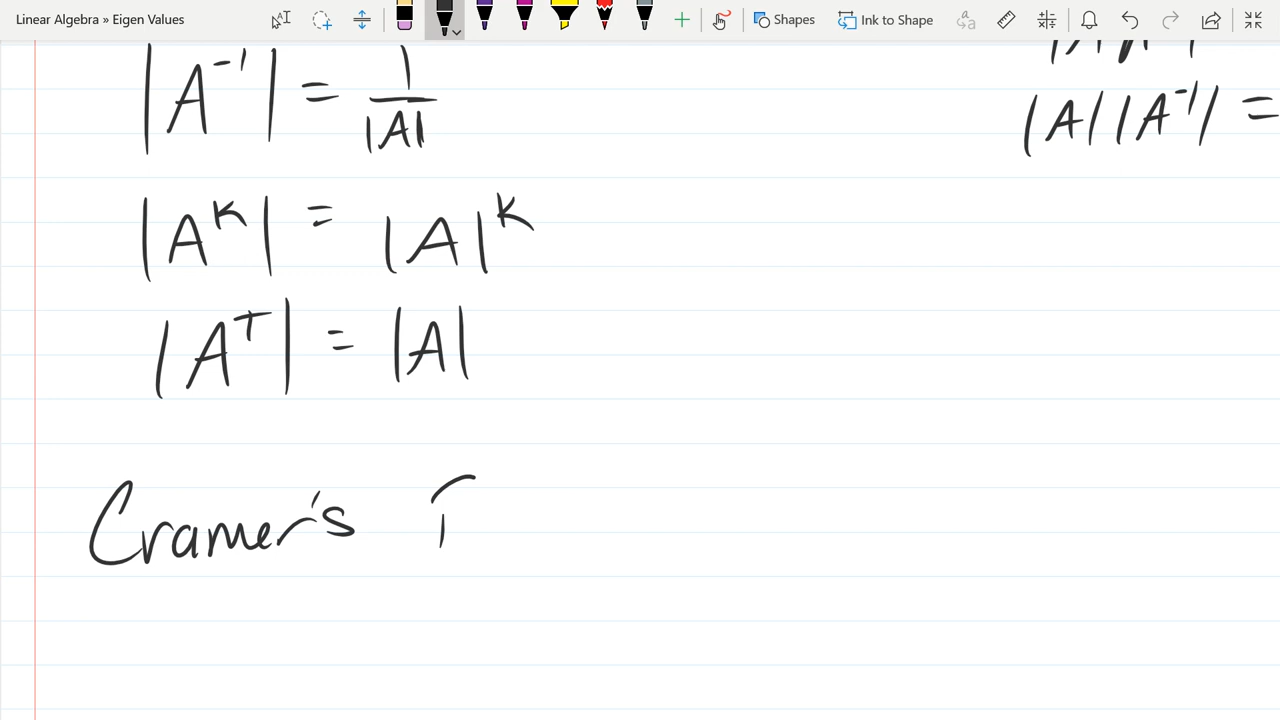 Linear Algebra » Eigen Values
Shapes
Ink to Shape
|A⁻¹| = 1/|A|
|A||A⁻¹| =
|Aᴷ| = |A|ᴷ
|Aᵀ| = |A|
Cramer's